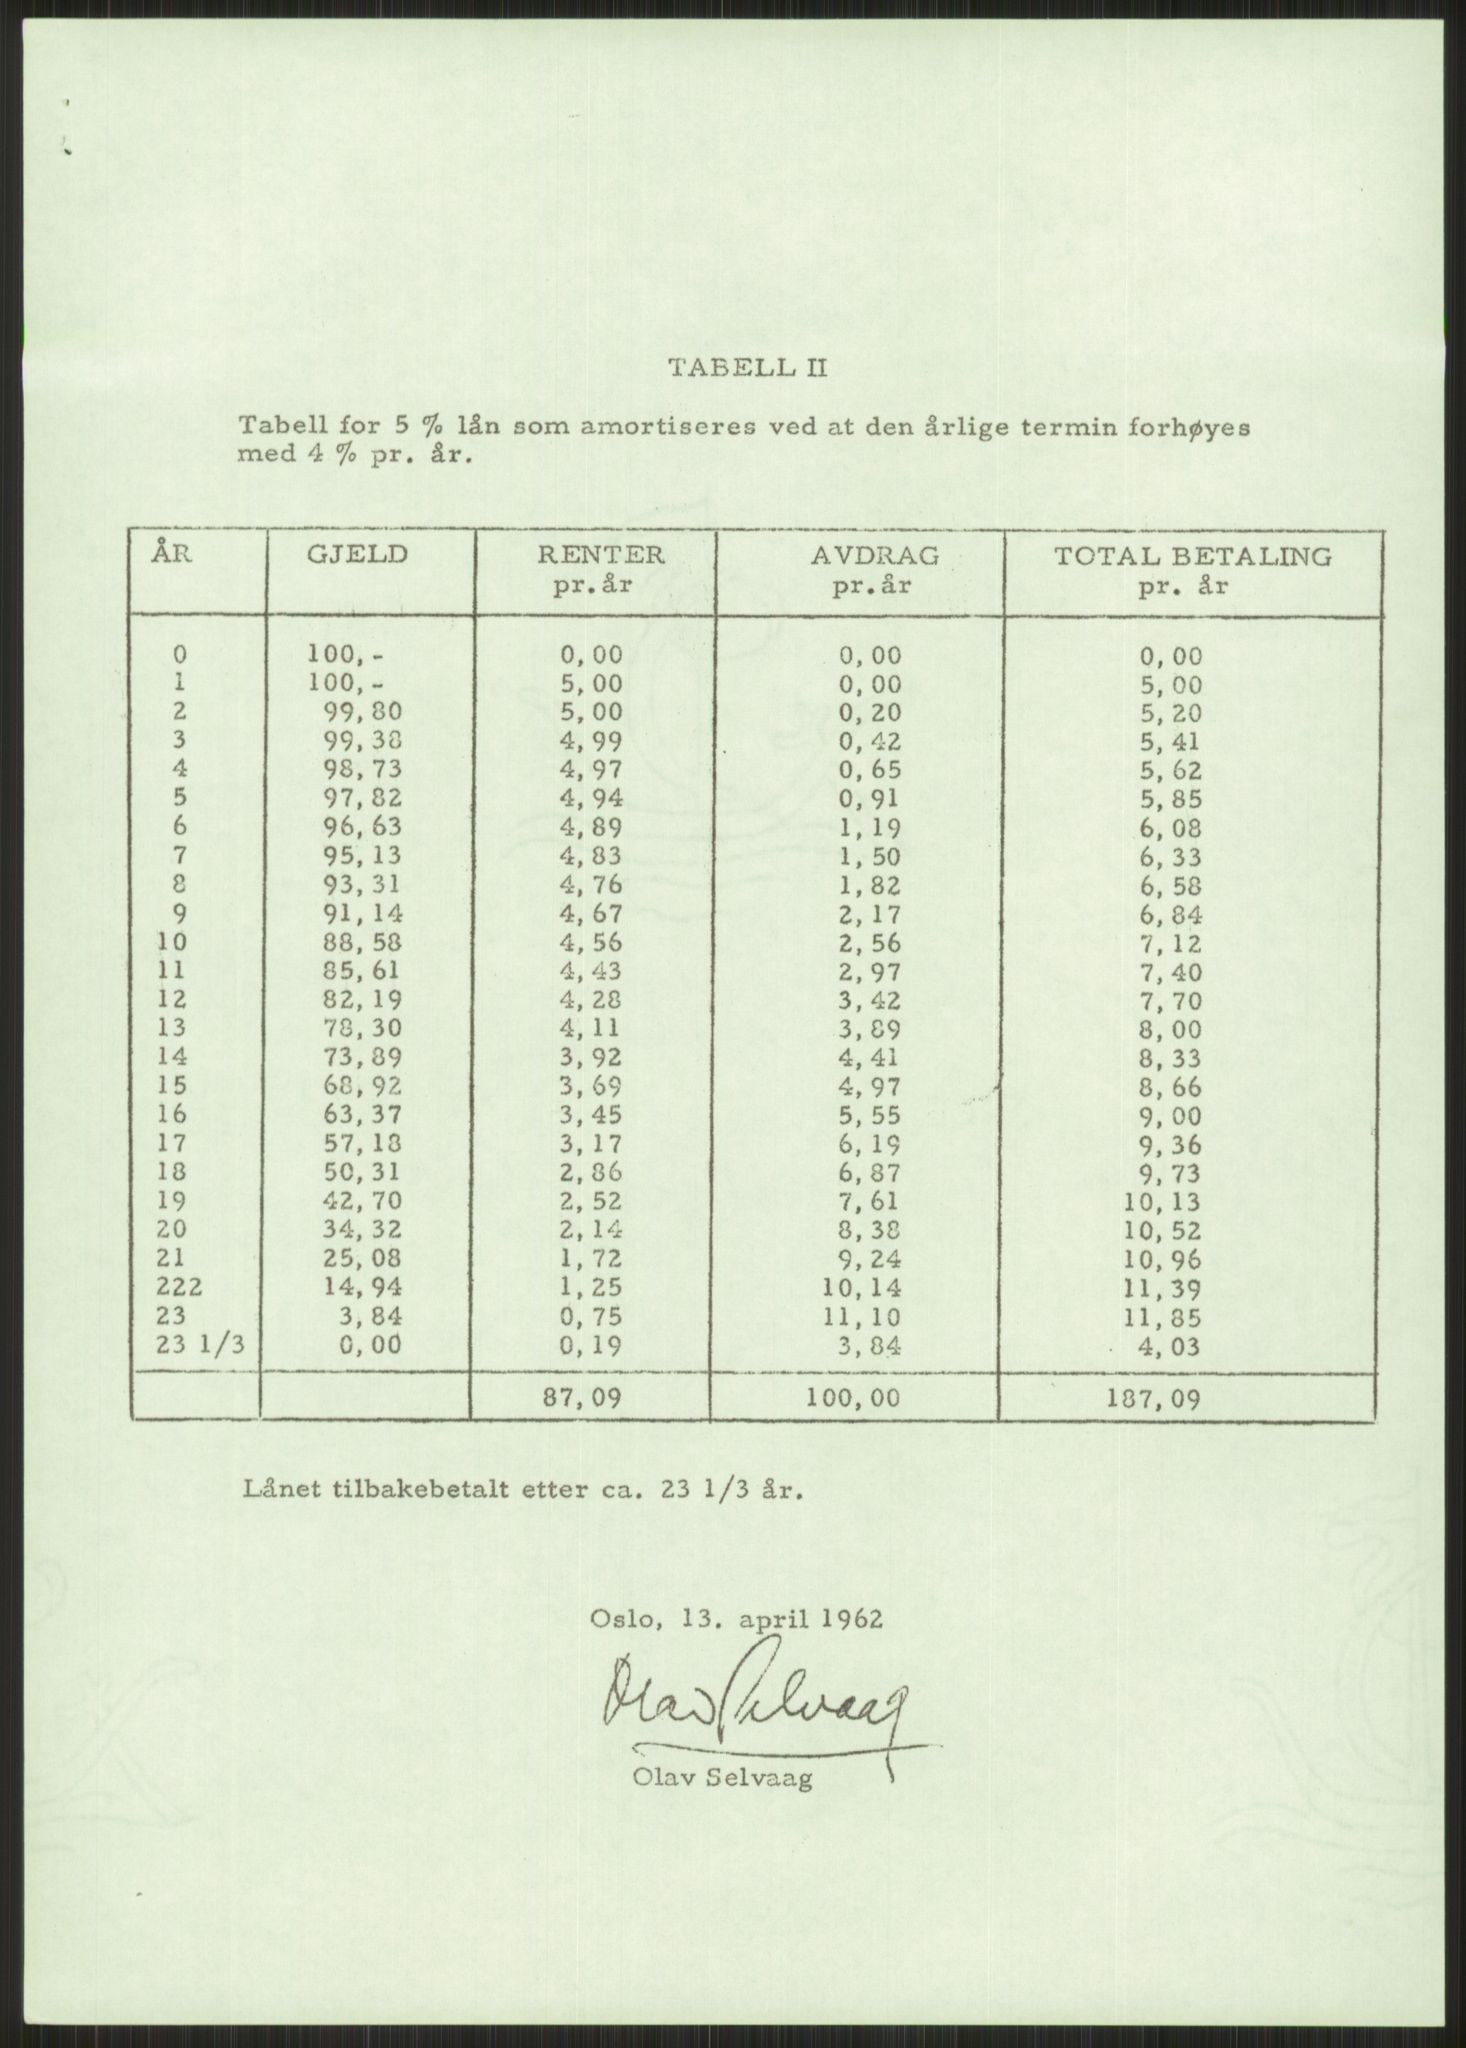 TABELL II
Tabell for 5 % lån som amortiseres ved at den årlige termin forhøyes
med 4 % pr. år.
ÅR GJELD RENTER AVDRAG TOTAL BETALING
pr. år pr. år pr. år
0 100,- 0,00 0,00 0,00
1 100,- 5,00 0,00 5,00
2 99,80 5,00 0,20 5,20
3 99,38 4,99 0,42 5,41
4 98,73 4,97 0,65 5,62
5 97,82 4,94 0,91 5,85
6 96,63 4,89 1,19 6,08
7 95,13 4,83 1,50 6,33
8 93,31 4,76 1,82 6,58
9 91,14 4,67 2,17 6,84
10 88,58 4,56 2,56 7,12
11 85,61 4,43 2,97 7,40
12 82,19 4,28 3,42 7,70
13 78,30 4,11 3,89 8,00
14 73,89 3,92 4,41 8,33
15 68,92 3,69 4,97 8,66
16 63,37 3,45 5,55 9,00
17 57,18 3,17 6,19 9,36
18 50,31 2,86 6,87 9,73
19 42,70 2,52 7,61 10,13
20 34,32 2,14 8,38 10,52
21 25,08 1,72 9,24 10,96
222 14,94 1,25 10,14 11,39
23 3,84 0,75 11,10 11,85
23 1/3 0,00 0,19 3,84 4,03
87,09 100,00 187,09
Lånet tilbakebetalt etter ca. 23 1/3 år.
Oslo, 13. april 1962
Olav Selvaag
Olav Selvaag